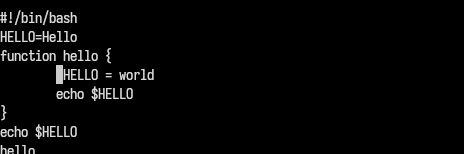 #!/bin/bash
HELLO=Hello
function hello {
        HELLO = world
        echo $HELLO
}
echo $HELLO
hello